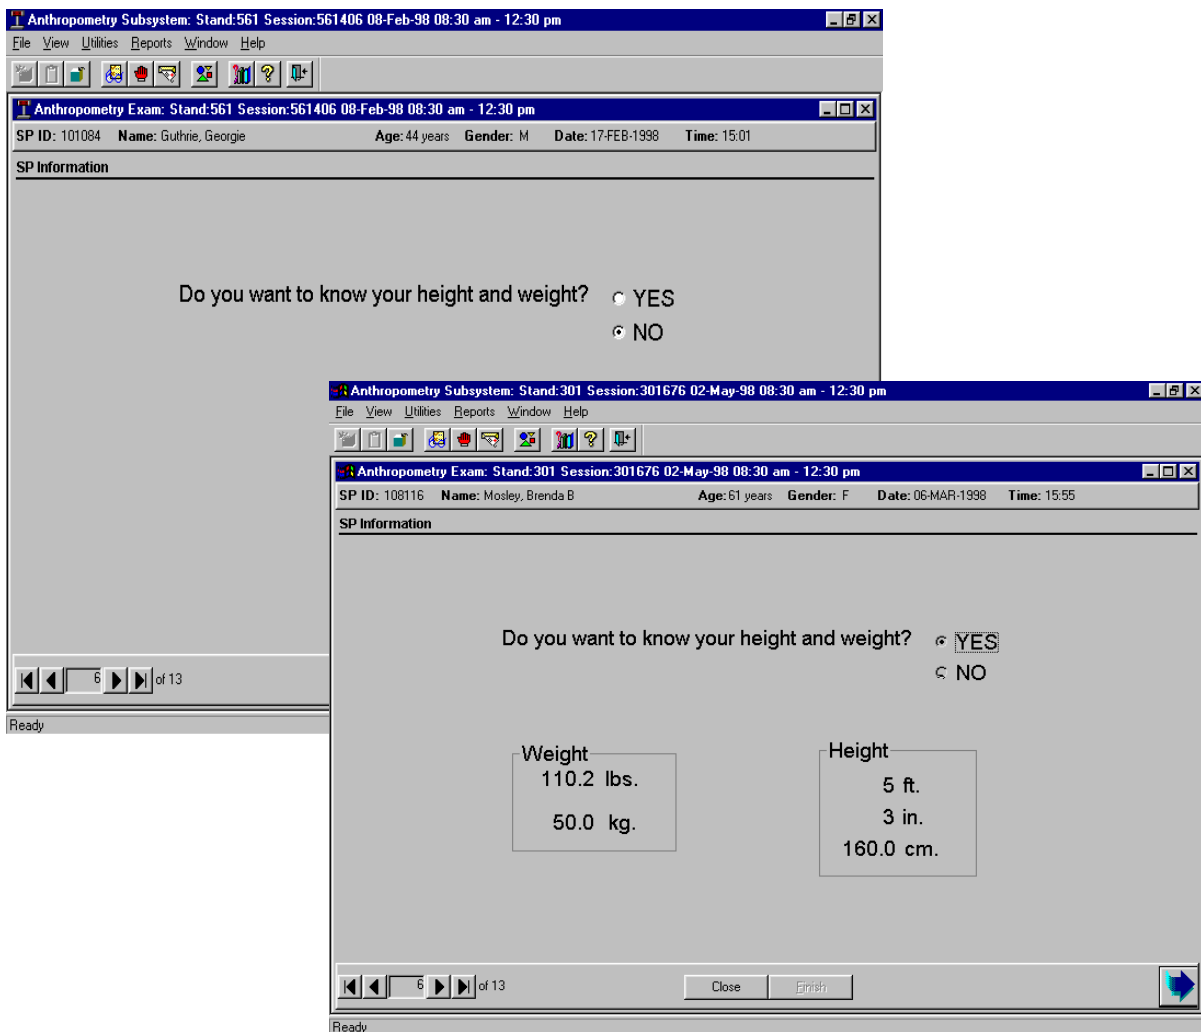 Anthropometry Subsystem: Stand:561 Session:561406 08-Feb-98 08:30 am - 12:30 pm
File View Utilities Reports Window Help
Anthropometry Exam: Stand:561 Session:561406 08-Feb-98 08:30 am - 12:30 pm
SP ID: 101084 Name: Guthrie, Georgie Age: 44 years Gender: M Date: 17-FEB-1998 Time: 15:01
SP Information
Do you want to know your height and weight? YES
NO
6 of 13
Ready
Anthropometry Subsystem: Stand:301 Session:301676 02-May-98 08:30 am - 12:30 pm
File View Utilities Reports Window Help
Anthropometry Exam: Stand:301 Session:301676 02-May-98 08:30 am - 12:30 pm
SP ID: 108116 Name: Mosley, Brenda B Age: 61 years Gender: F Date: 06-MAR-1998 Time: 15:55
SP Information
Do you want to know your height and weight? YES
NO
Weight
110.2 lbs.
50.0 kg.
Height
5 ft.
3 in.
160.0 cm.
6 of 13 Close Finish
Ready